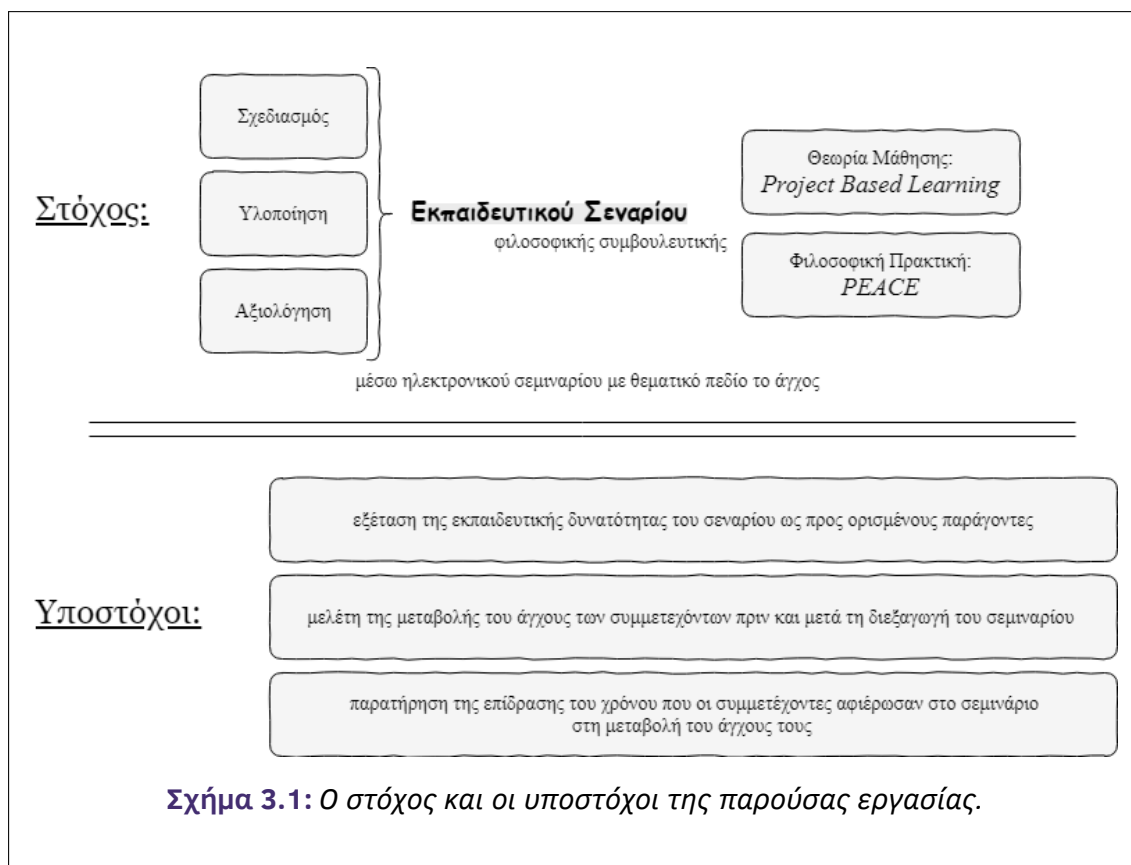 Στόχος:
Σχεδιασμός
Υλοποίηση
Αξιολόγηση
Εκπαιδευτικού Σεναρίου
φιλοσοφικής συμβουλευτικής
Θεωρία Μάθησης:
Project Based Learning
Φιλοσοφική Πρακτική:
PEACE
μέσω ηλεκτρονικού σεμιναρίου με θεματικό πεδίο το άγχος
Υποστόχοι:
εξέταση της εκπαιδευτικής δυνατότητας του σεναρίου ως προς ορισμένους παράγοντες
μελέτη της μεταβολής του άγχους των συμμετεχόντων πριν και μετά τη διεξαγωγή του σεμιναρίου
παρατήρηση της επίδρασης του χρόνου που οι συμμετέχοντες αφιέρωσαν στο σεμινάριο
στη μεταβολή του άγχους τους
Σχήμα 3.1: Ο στόχος και οι υποστόχοι της παρούσας εργασίας.